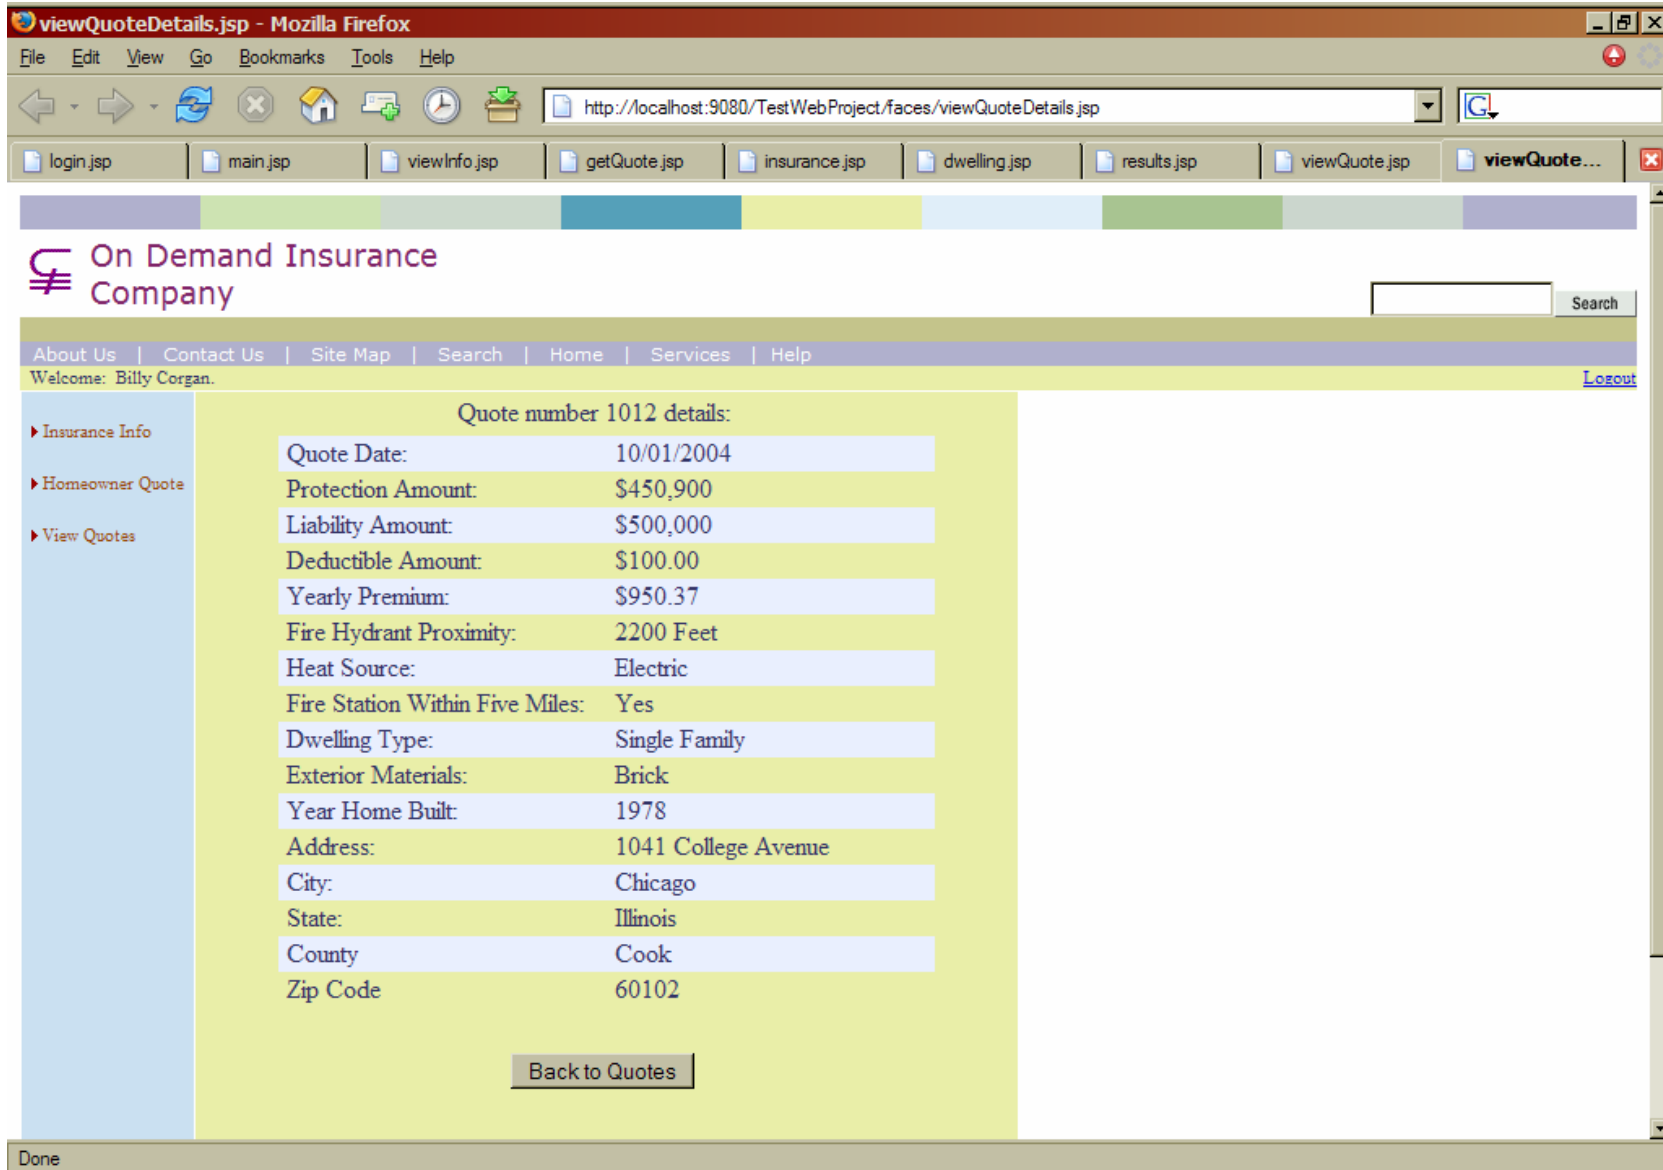 viewQuoteDetails.jsp - Mozilla Firefox
File Edit View Go Bookmarks Tools Help
http://localhost:9080/TestWebProject/faces/viewQuoteDetails.jsp
login.jsp main.jsp viewInfo.jsp getQuote.jsp insurance.jsp dwelling.jsp results.jsp viewQuote.jsp viewQuote...
On Demand Insurance
Company
Search
About Us | Contact Us | Site Map | Search | Home | Services | Help
Welcome: Billy Corgan. Logout
Insurance Info
Homeowner Quote
View Quotes
Quote number 1012 details:
Quote Date: 10/01/2004
Protection Amount: $450,900
Liability Amount: $500,000
Deductible Amount: $100.00
Yearly Premium: $950.37
Fire Hydrant Proximity: 2200 Feet
Heat Source: Electric
Fire Station Within Five Miles: Yes
Dwelling Type: Single Family
Exterior Materials: Brick
Year Home Built: 1978
Address: 1041 College Avenue
City: Chicago
State: Illinois
County Cook
Zip Code 60102
Back to Quotes
Done